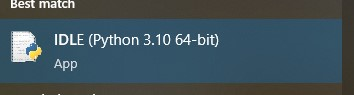 Best match
IDLE (Python 3.10 64-bit)
App